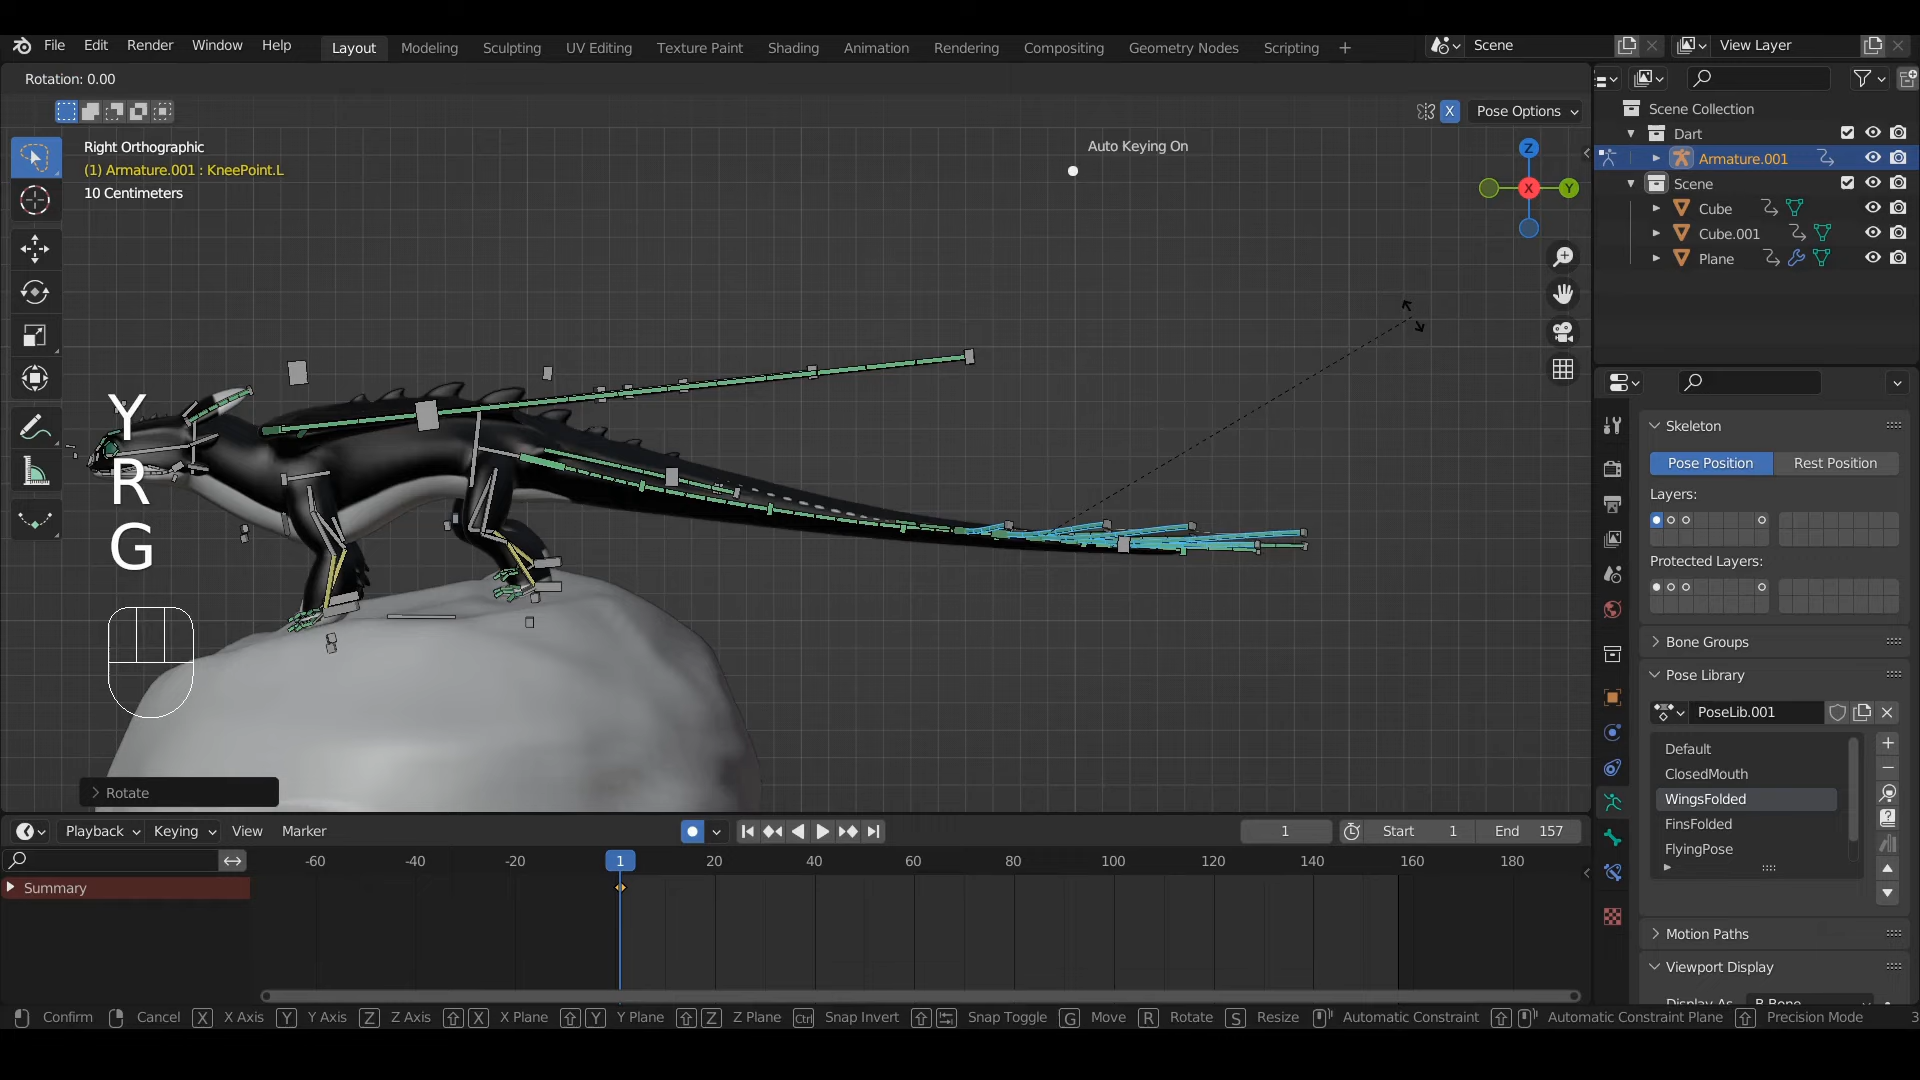 File Edit Render Window Help Layout Modeling Sculpting UV Editing Texture Paint Shading Animation Rendering Compositing Geometry Nodes Scripting + Scene View Layer
Rotation: 0.00
X Pose Options
Scene Collection
Dart
Armature.001
Scene
Cube
Cube.001
Plane
Right Orthographic
(1) Armature.001 : KneePoint.L
10 Centimeters
Auto Keying On
Z
X
Y
Y
R
G
Rotate
Skeleton
Pose Position Rest Position
Layers:
Protected Layers:
Bone Groups
Pose Library
PoseLib.001
Default
ClosedMouth
WingsFolded
FinsFolded
FlyingPose
Motion Paths
Viewport Display
Display As B-Bone
Playback Keying View Marker 1 Start 1 End 157
-60 -40 -20 1 20 40 60 80 100 120 140 160 180
Summary
Confirm Cancel X X Axis Y Y Axis Z Z Axis X X Plane Y Y Plane Z Z Plane Ctrl Snap Invert Snap Toggle G Move R Rotate S Resize Automatic Constraint Automatic Constraint Plane Precision Mode 3